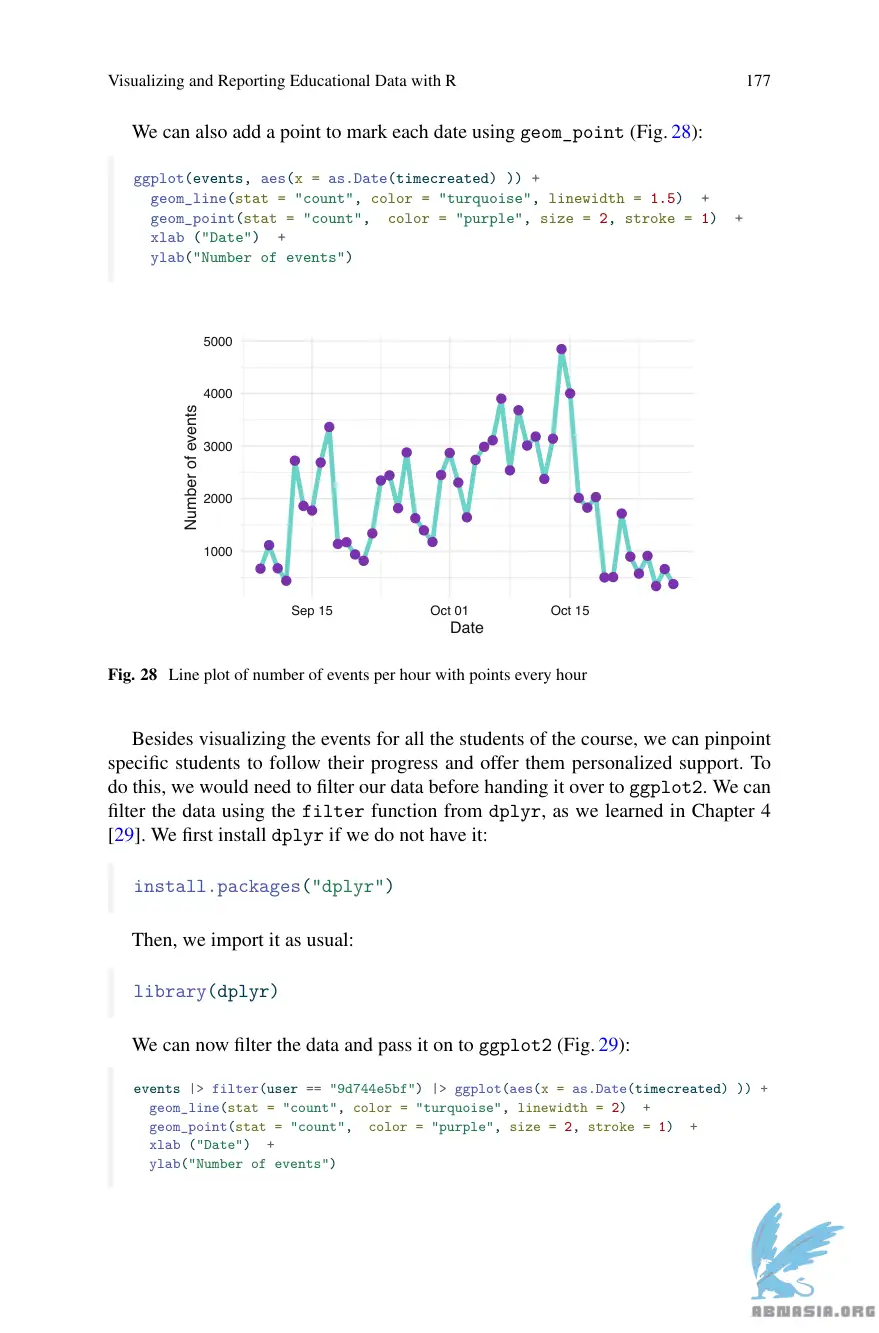 Visualizing and Reporting Educational Data with R 177
We can also add a point to mark each date using geom_point (Fig. 28):
ggplot(events, aes(x = as.Date(timecreated) )) +
  geom_line(stat = "count", color = "turquoise", linewidth = 1.5)  +
  geom_point(stat = "count",  color = "purple", size = 2, stroke = 1)  +
  xlab ("Date")  +
  ylab("Number of events")
5000
4000
3000
2000
1000
Number of events
Sep 15 Oct 01 Oct 15
Date
Fig. 28 Line plot of number of events per hour with points every hour
Besides visualizing the events for all the students of the course, we can pinpoint
specific students to follow their progress and offer them personalized support. To
do this, we would need to filter our data before handing it over to ggplot2. We can
filter the data using the filter function from dplyr, as we learned in Chapter 4
[29]. We first install dplyr if we do not have it:
install.packages("dplyr")
Then, we import it as usual:
library(dplyr)
We can now filter the data and pass it on to ggplot2 (Fig. 29):
events |> filter(user == "9d744e5bf") |> ggplot(aes(x = as.Date(timecreated) )) +
  geom_line(stat = "count", color = "turquoise", linewidth = 2)  +
  geom_point(stat = "count",  color = "purple", size = 2, stroke = 1)  +
  xlab ("Date")  +
  ylab("Number of events")
ABNASIA.ORG